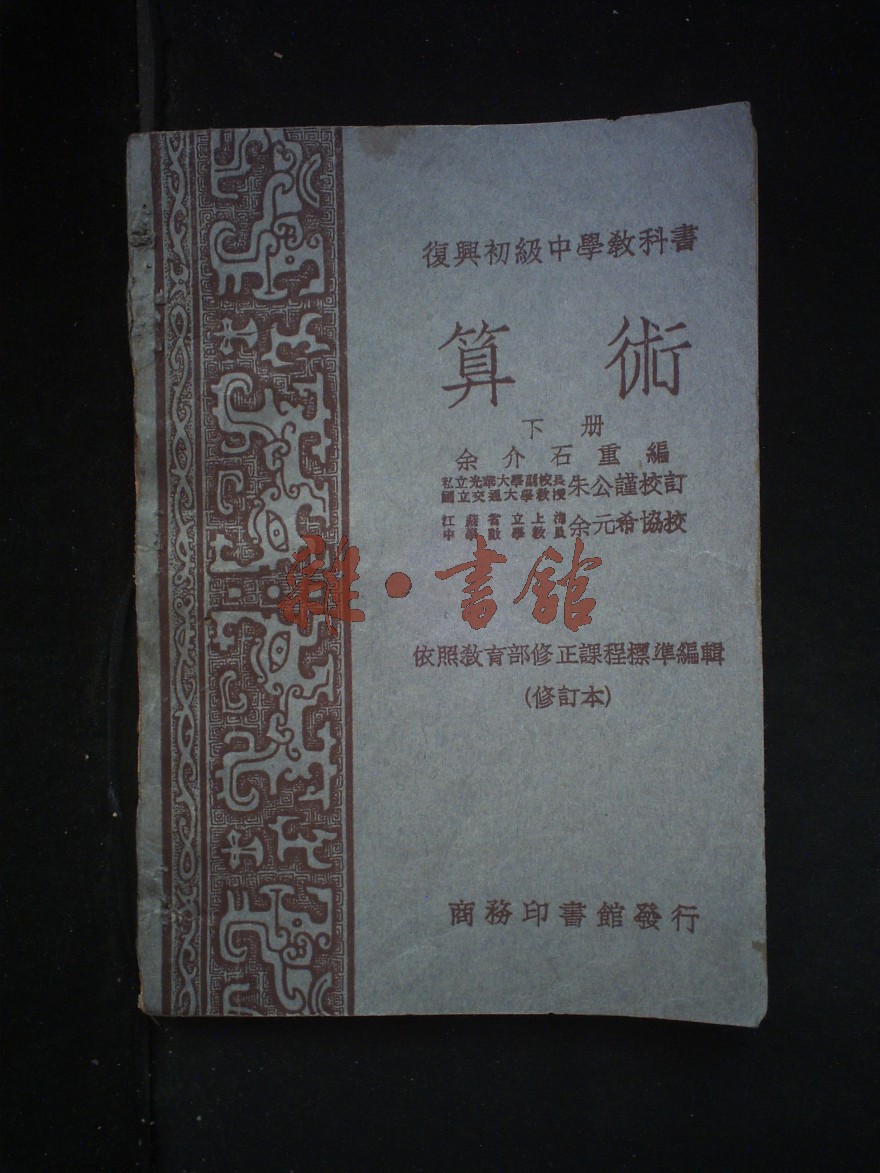 復興初級中學教科書
算術
下册
余介石重編
私立光華大學副校長
國立交通大學教授
朱公謹校訂
江蘇省立上海
中學數學教員
余元希協校
雜·書館
依照教育部修正課程標準編輯
(修訂本)
商務印書館發行